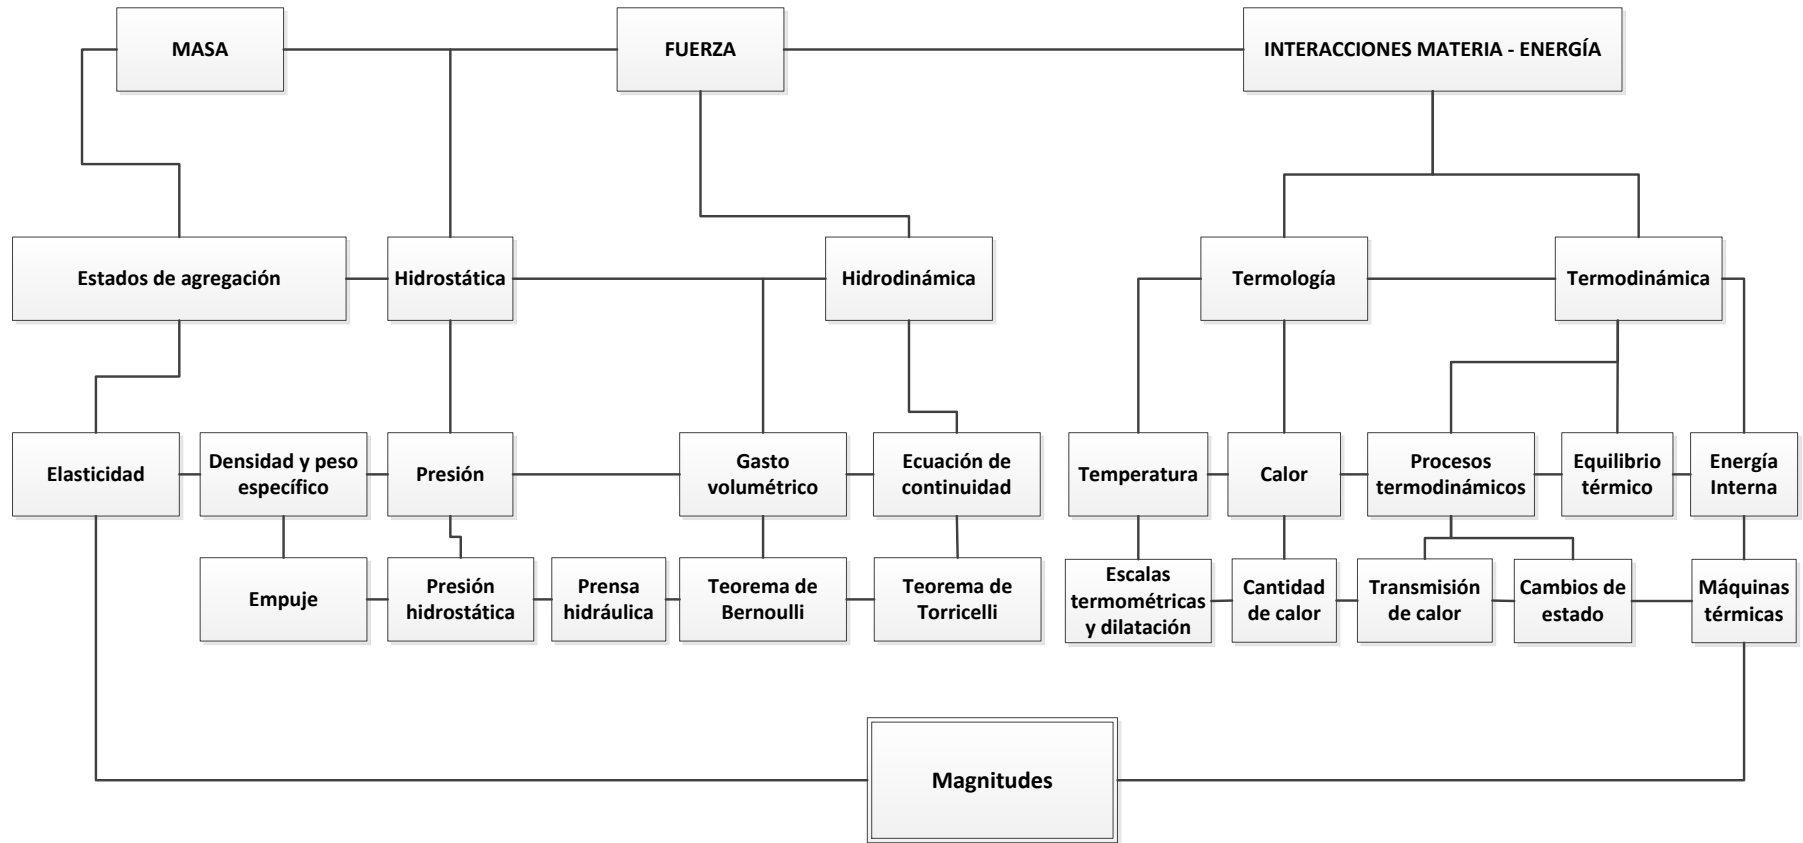 MASA
FUERZA
INTERACCIONES MATERIA - ENERGÍA
Estados de agregación
Hidrostática
Hidrodinámica
Termología
Termodinámica
Elasticidad
Densidad y peso
específico
Presión
Gasto
volumétrico
Ecuación de
continuidad
Temperatura
Calor
Procesos
termodinámicos
Equilibrio
térmico
Energía
Interna
Empuje
Presión
hidrostática
Prensa
hidráulica
Teorema de
Bernoulli
Teorema de
Torricelli
Escalas
termométricas
y dilatación
Cantidad
de calor
Transmisión
de calor
Cambios de
estado
Máquinas
térmicas
Magnitudes